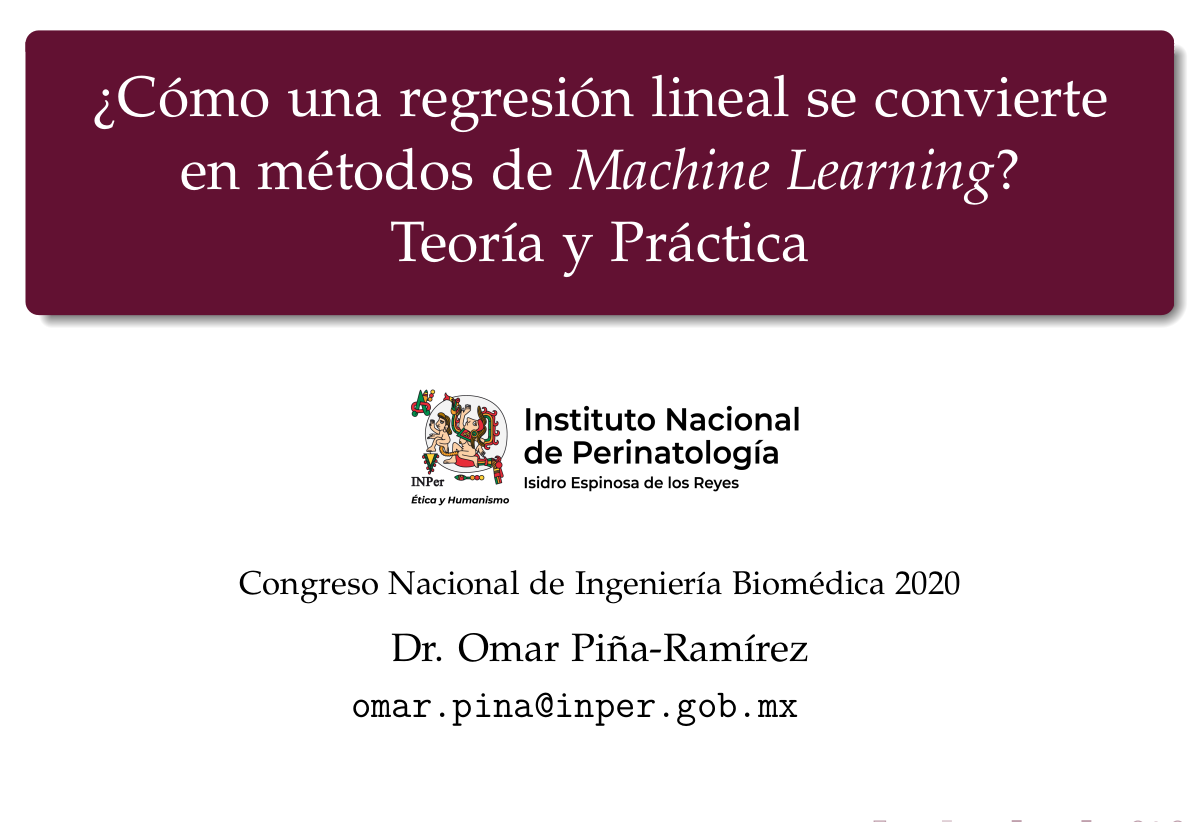 ¿Cómo una regresión lineal se convierte
en métodos de Machine Learning?
Teoría y Práctica
Instituto Nacional
de Perinatología
Isidro Espinosa de los Reyes
INPer
Ética y Humanismo
Congreso Nacional de Ingeniería Biomédica 2020
Dr. Omar Piña-Ramírez
omar.pina@inper.gob.mx